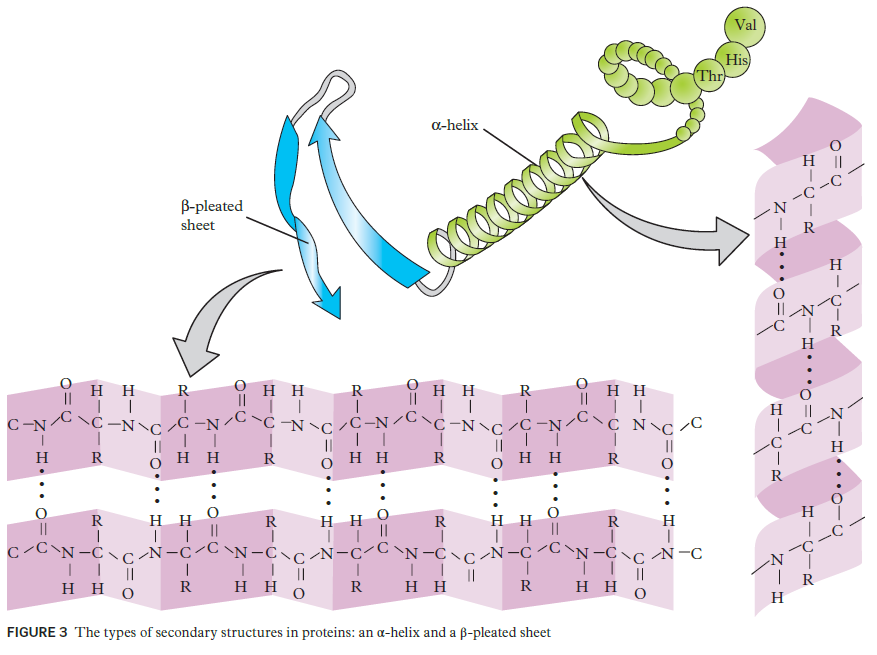 Val
His
Thr
α-helix
β-pleated
sheet
O
H
C
C
N
R
H
H
O
C
N
C
R
H
O
H
N
C
C
H
R
O
H
C
C
N
R
H
O H H R O H H R O H H R O H H
C–N C C–N C C–N C C–N C C–N C C–N C C–N C C N C C
H R O H H R O H H R O H H R O
O R H H O R H H O R H H O R H
C C N–C C N–C C N–C C N–C C N–C C N–C C N–C C N–C
H H O R H H O R H H R H H O
FIGURE 3 The types of secondary structures in proteins: an α-helix and a β-pleated sheet